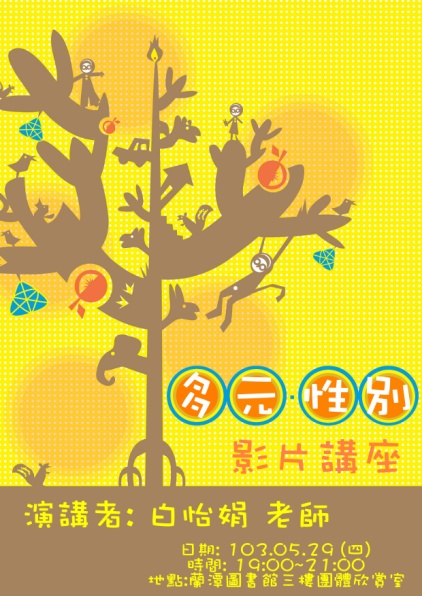 多元·性別
影片講座
演講者: 白怡娟 老師
日期: 103.05.29 (四)
時間: 19:00~21:00
地點:蘭潭圖書館三樓團體欣賞室